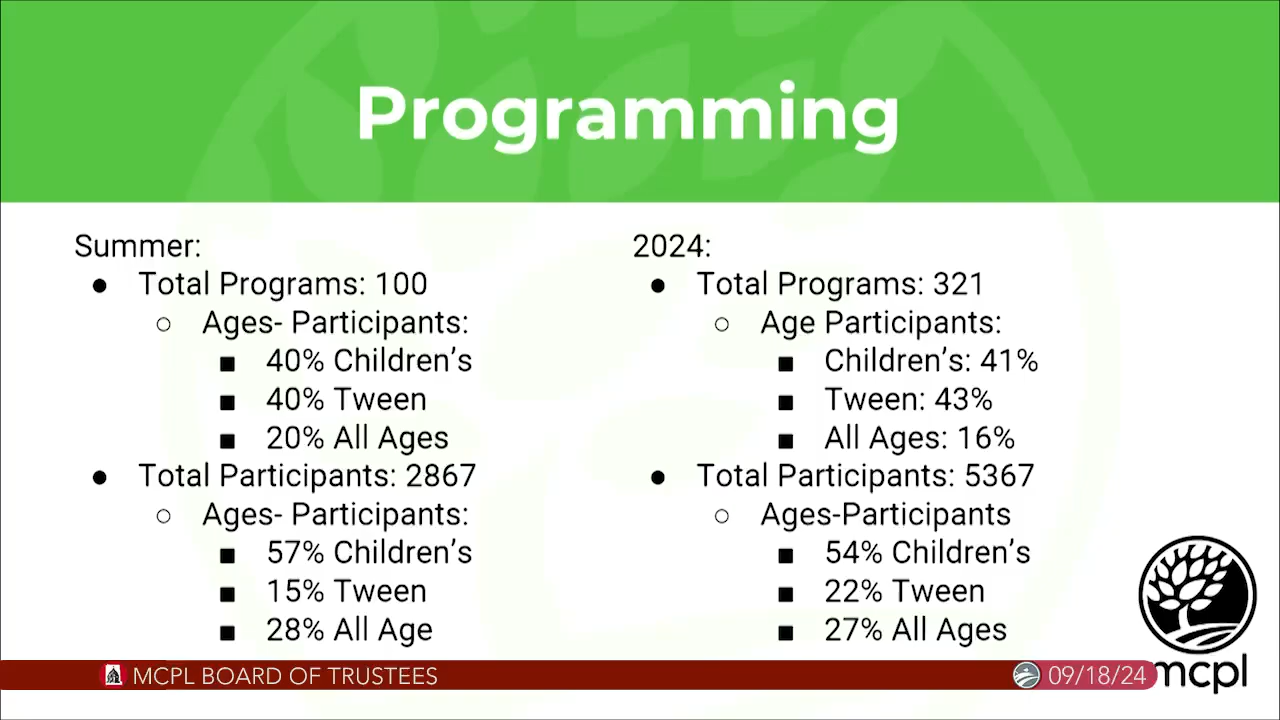 Programming
Summer:
● Total Programs: 100
○ Ages- Participants:
■ 40% Children's
■ 40% Tween
■ 20% All Ages
● Total Participants: 2867
○ Ages- Participants:
■ 57% Children's
■ 15% Tween
■ 28% All Age
2024:
● Total Programs: 321
○ Age Participants:
■ Children's: 41%
■ Tween: 43%
■ All Ages: 16%
● Total Participants: 5367
○ Ages-Participants
■ 54% Children's
■ 22% Tween
■ 27% All Ages
mcpl
MCPL BOARD OF TRUSTEES
09/18/24